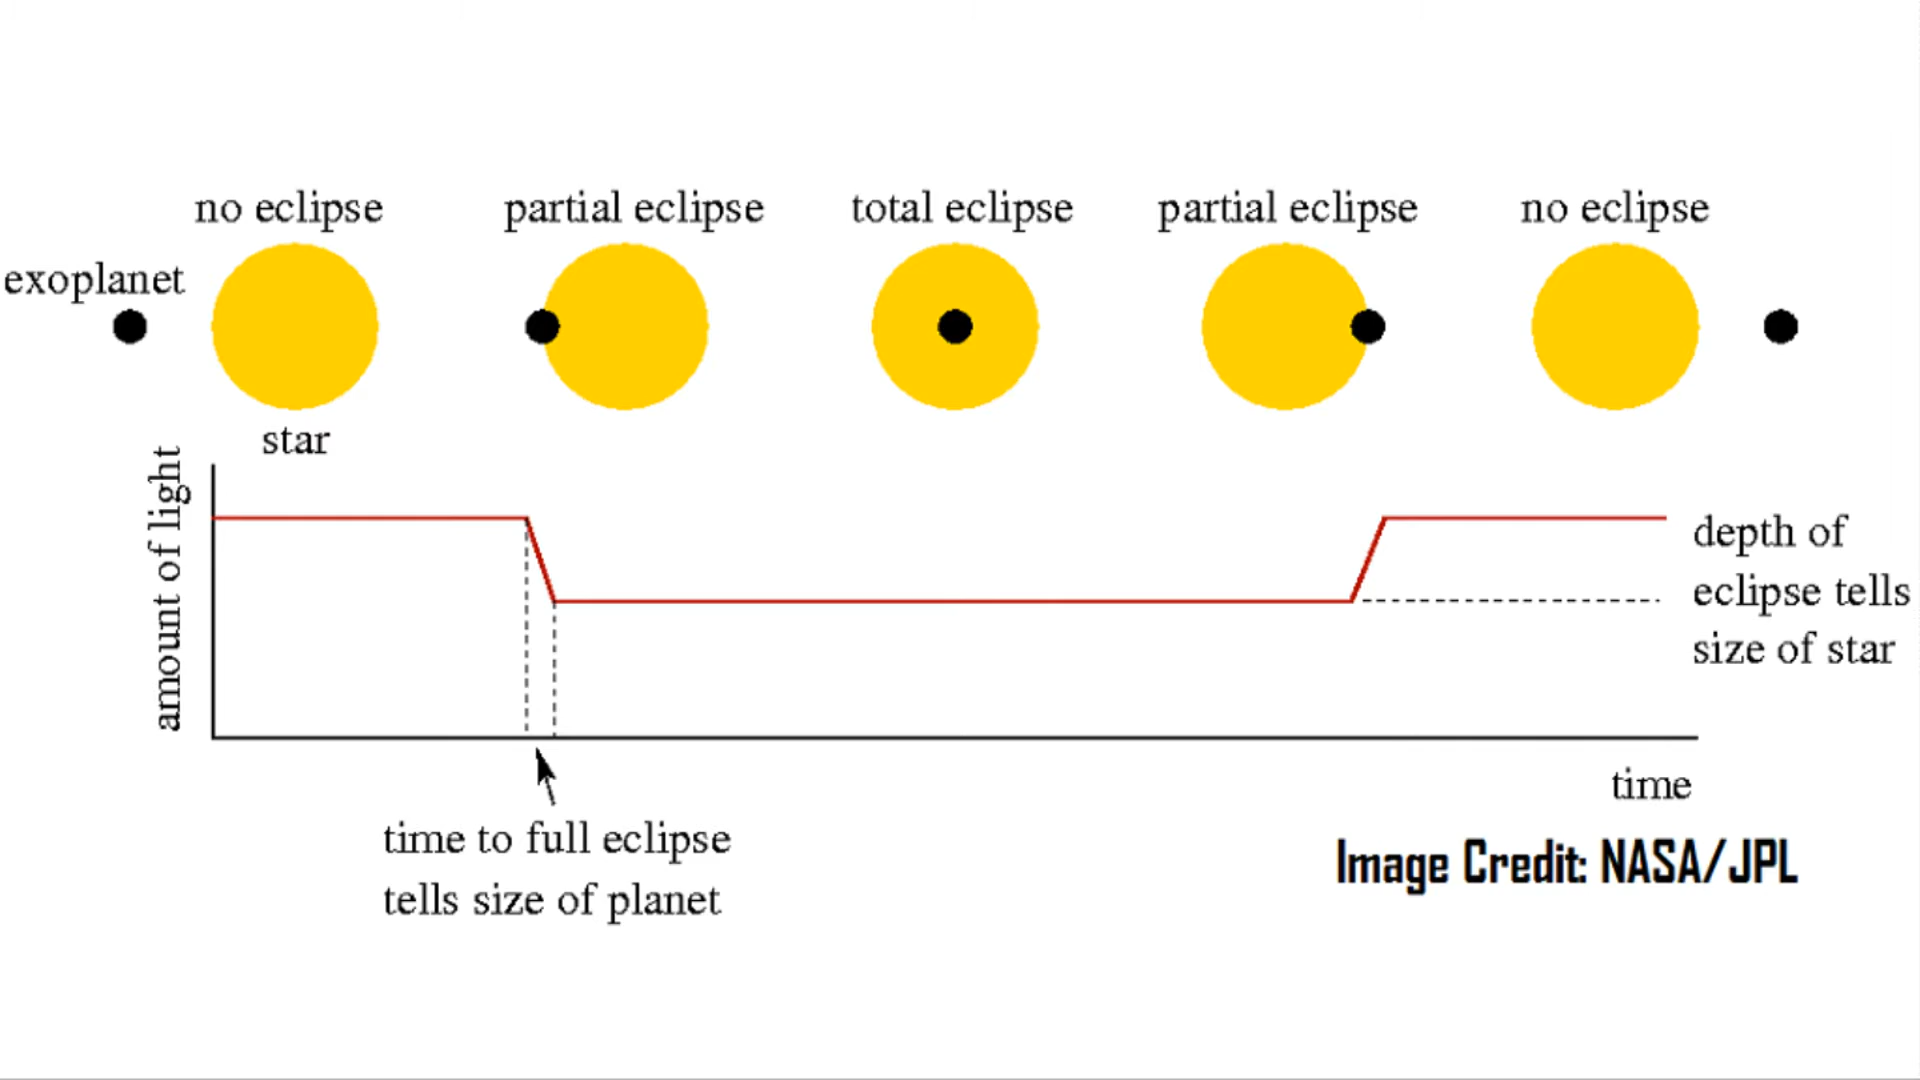 no eclipse
partial eclipse
total eclipse
partial eclipse
no eclipse
exoplanet
star
amount of light
depth of
eclipse tells
size of star
time
time to full eclipse
tells size of planet
Image Credit: NASA/JPL